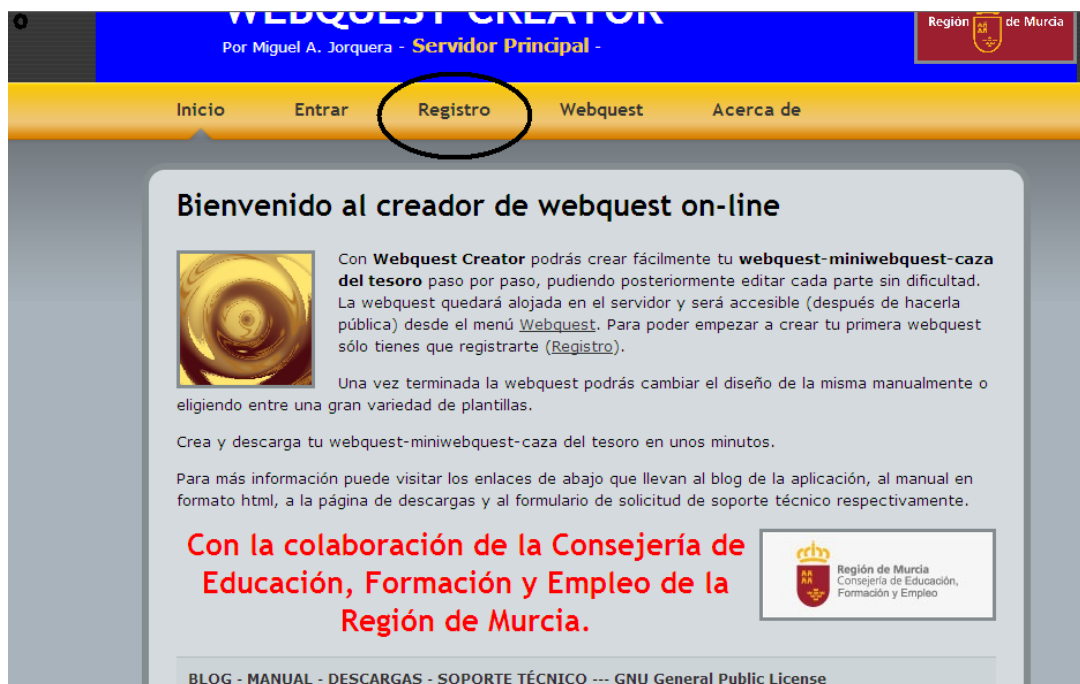 WEBQUEST CREATOR
Por Miguel A. Jorquera - Servidor Principal -
Región de Murcia
Inicio Entrar Registro Webquest Acerca de
Bienvenido al creador de webquest on-line
Con Webquest Creator podrás crear fácilmente tu webquest-miniwebquest-caza
del tesoro paso por paso, pudiendo posteriormente editar cada parte sin dificultad.
La webquest quedará alojada en el servidor y será accesible (después de hacerla
pública) desde el menú Webquest. Para poder empezar a crear tu primera webquest
sólo tienes que registrarte (Registro).
Una vez terminada la webquest podrás cambiar el diseño de la misma manualmente o
eligiendo entre una gran variedad de plantillas.
Crea y descarga tu webquest-miniwebquest-caza del tesoro en unos minutos.
Para más información puede visitar los enlaces de abajo que llevan al blog de la aplicación, al manual en
formato html, a la página de descargas y al formulario de solicitud de soporte técnico respectivamente.
Con la colaboración de la Consejería de
Educación, Formación y Empleo de la
Región de Murcia.
Región de Murcia
Consejería de Educación,
Formación y Empleo
BLOG - MANUAL - DESCARGAS - SOPORTE TÉCNICO --- GNU General Public License